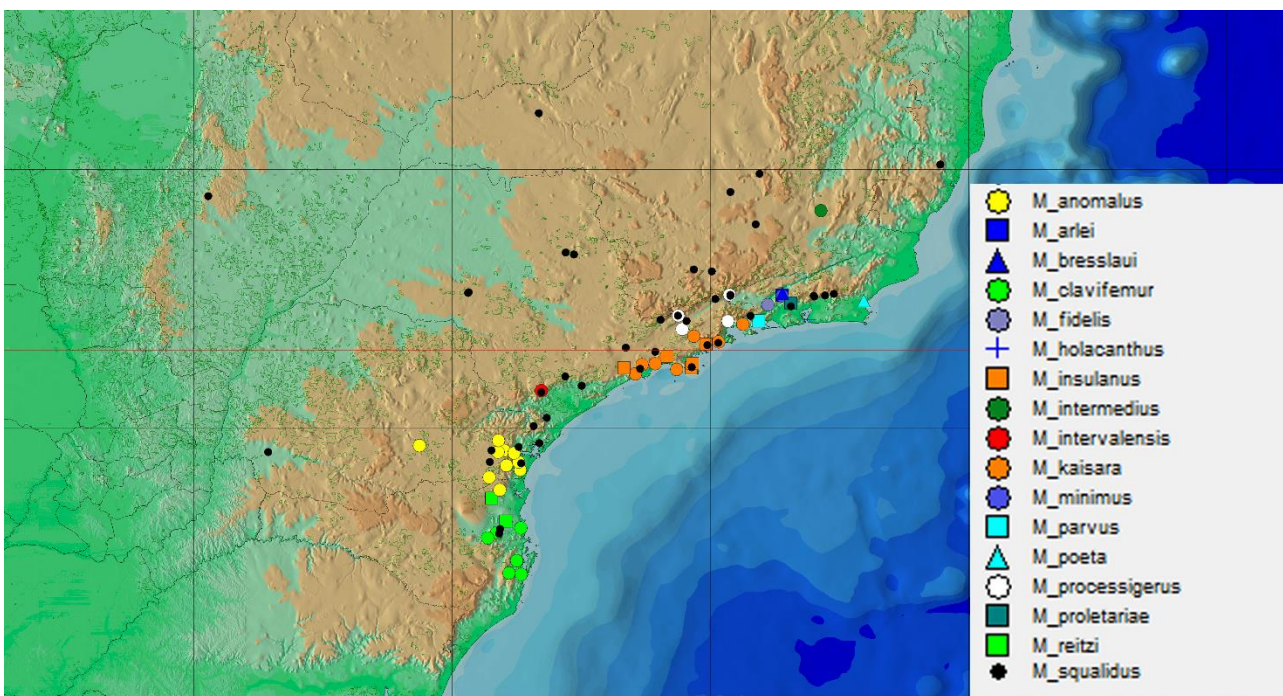 M_anomalus
M_arlei
M_bresslaui
M_clavifemur
M_fidelis
M_holacanthus
M_insulanus
M_intermedius
M_intervalensis
M_kaisara
M_minimus
M_parvus
M_poeta
M_processigerus
M_proletariae
M_reitzi
M_squalidus